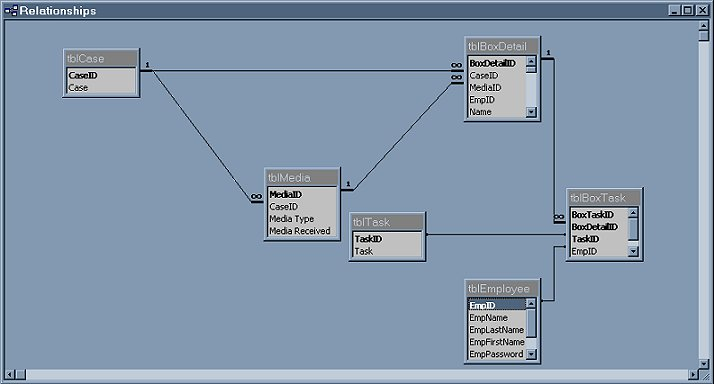 Relationships
tblCase
CaseID
Case
1
tblBoxDetail
BoxDetailID
CaseID
MediaID
EmpID
Name
∞
∞
1
tblMedia
MediaID
CaseID
Media Type
Media Received
∞
1
tblTask
TaskID
Task
tblBoxTask
BoxTaskID
BoxDetailID
TaskID
EmpID
∞
tblEmployee
EmpID
EmpName
EmpLastName
EmpFirstName
EmpPassword